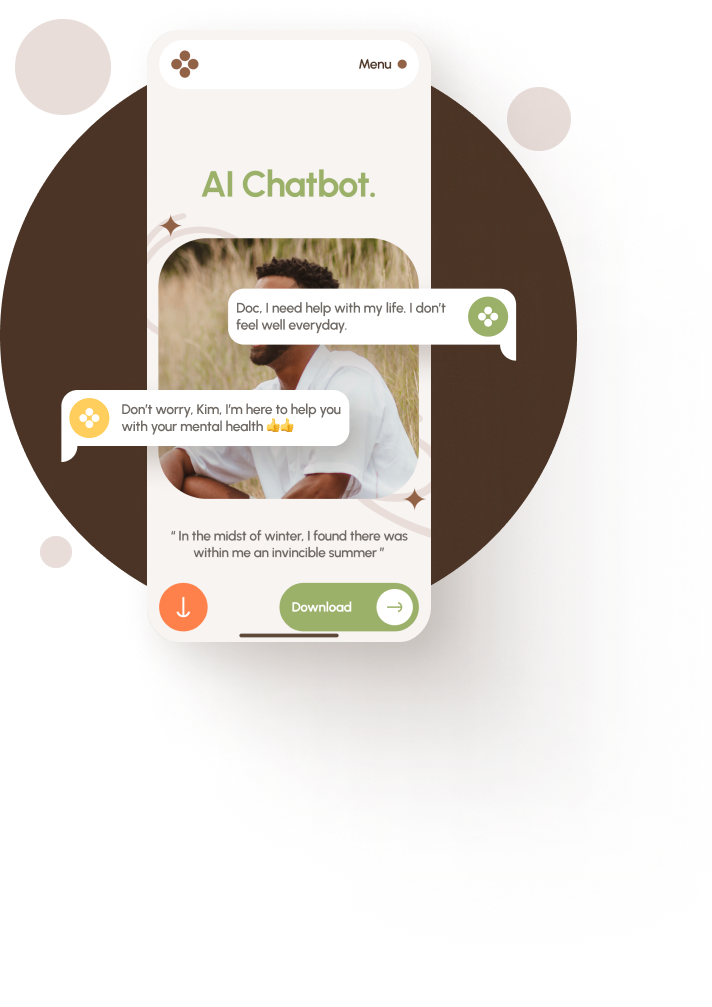 Menu
AI Chatbot.
Doc, I need help with my life. I don’t
feel well everyday.
Don’t worry, Kim, I’m here to help you
with your mental health 👍👍
“ In the midst of winter, I found there was
within me an invincible summer ”
Download